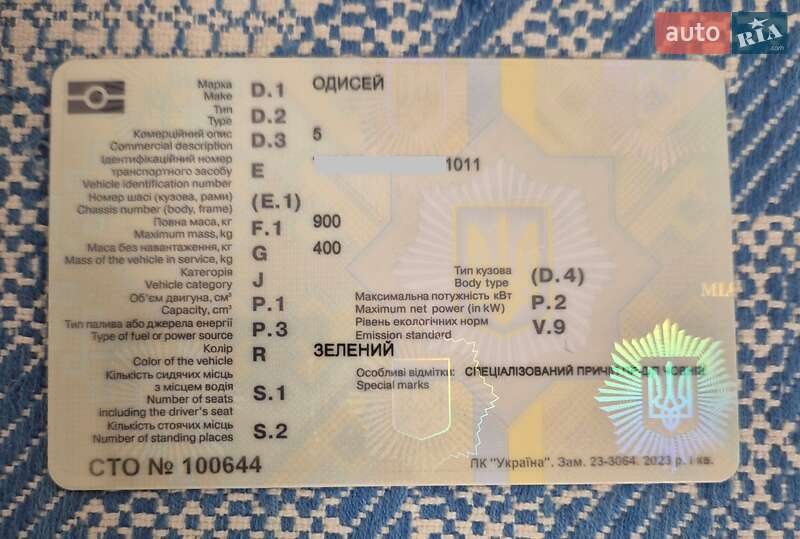 auto RIA .com
Марка
Make D.1 ОДИСЕЙ
Тип
Type D.2
Комерційний опис
Commercial description D.3 5
Ідентифікаційний номер
транспортного засобу
Vehicle identification number E 1011
Номер шасі (кузова, рами)
Chassis number (body, frame) (E.1)
Повна маса, кг
Maximum mass, kg F.1 900
Маса без навантаження, кг
Mass of the vehicle in service, kg G 400
Категорія
Vehicle category J
Тип кузова
Body type (D.4)
Об'єм двигуна, см³
Capacity, cm³ P.1
Максимальна потужність кВт
Maximum net power (in kW) P.2
Тип палива або джерела енергії
Type of fuel or power source P.3
Рівень екологічних норм
Emission standard V.9
Колір
Color of the vehicle R ЗЕЛЕНИЙ
Особливі відмітки: СПЕЦІАЛІЗОВАНИЙ
Special marks
Кількість сидячих місць
з місцем водія
Number of seats
including the driver's seat S.1
Кількість стоячих місць
Number of standing places S.2
СТО № 100644
ПК "Україна". Зам. 23-3064. 2023 р. I кв.